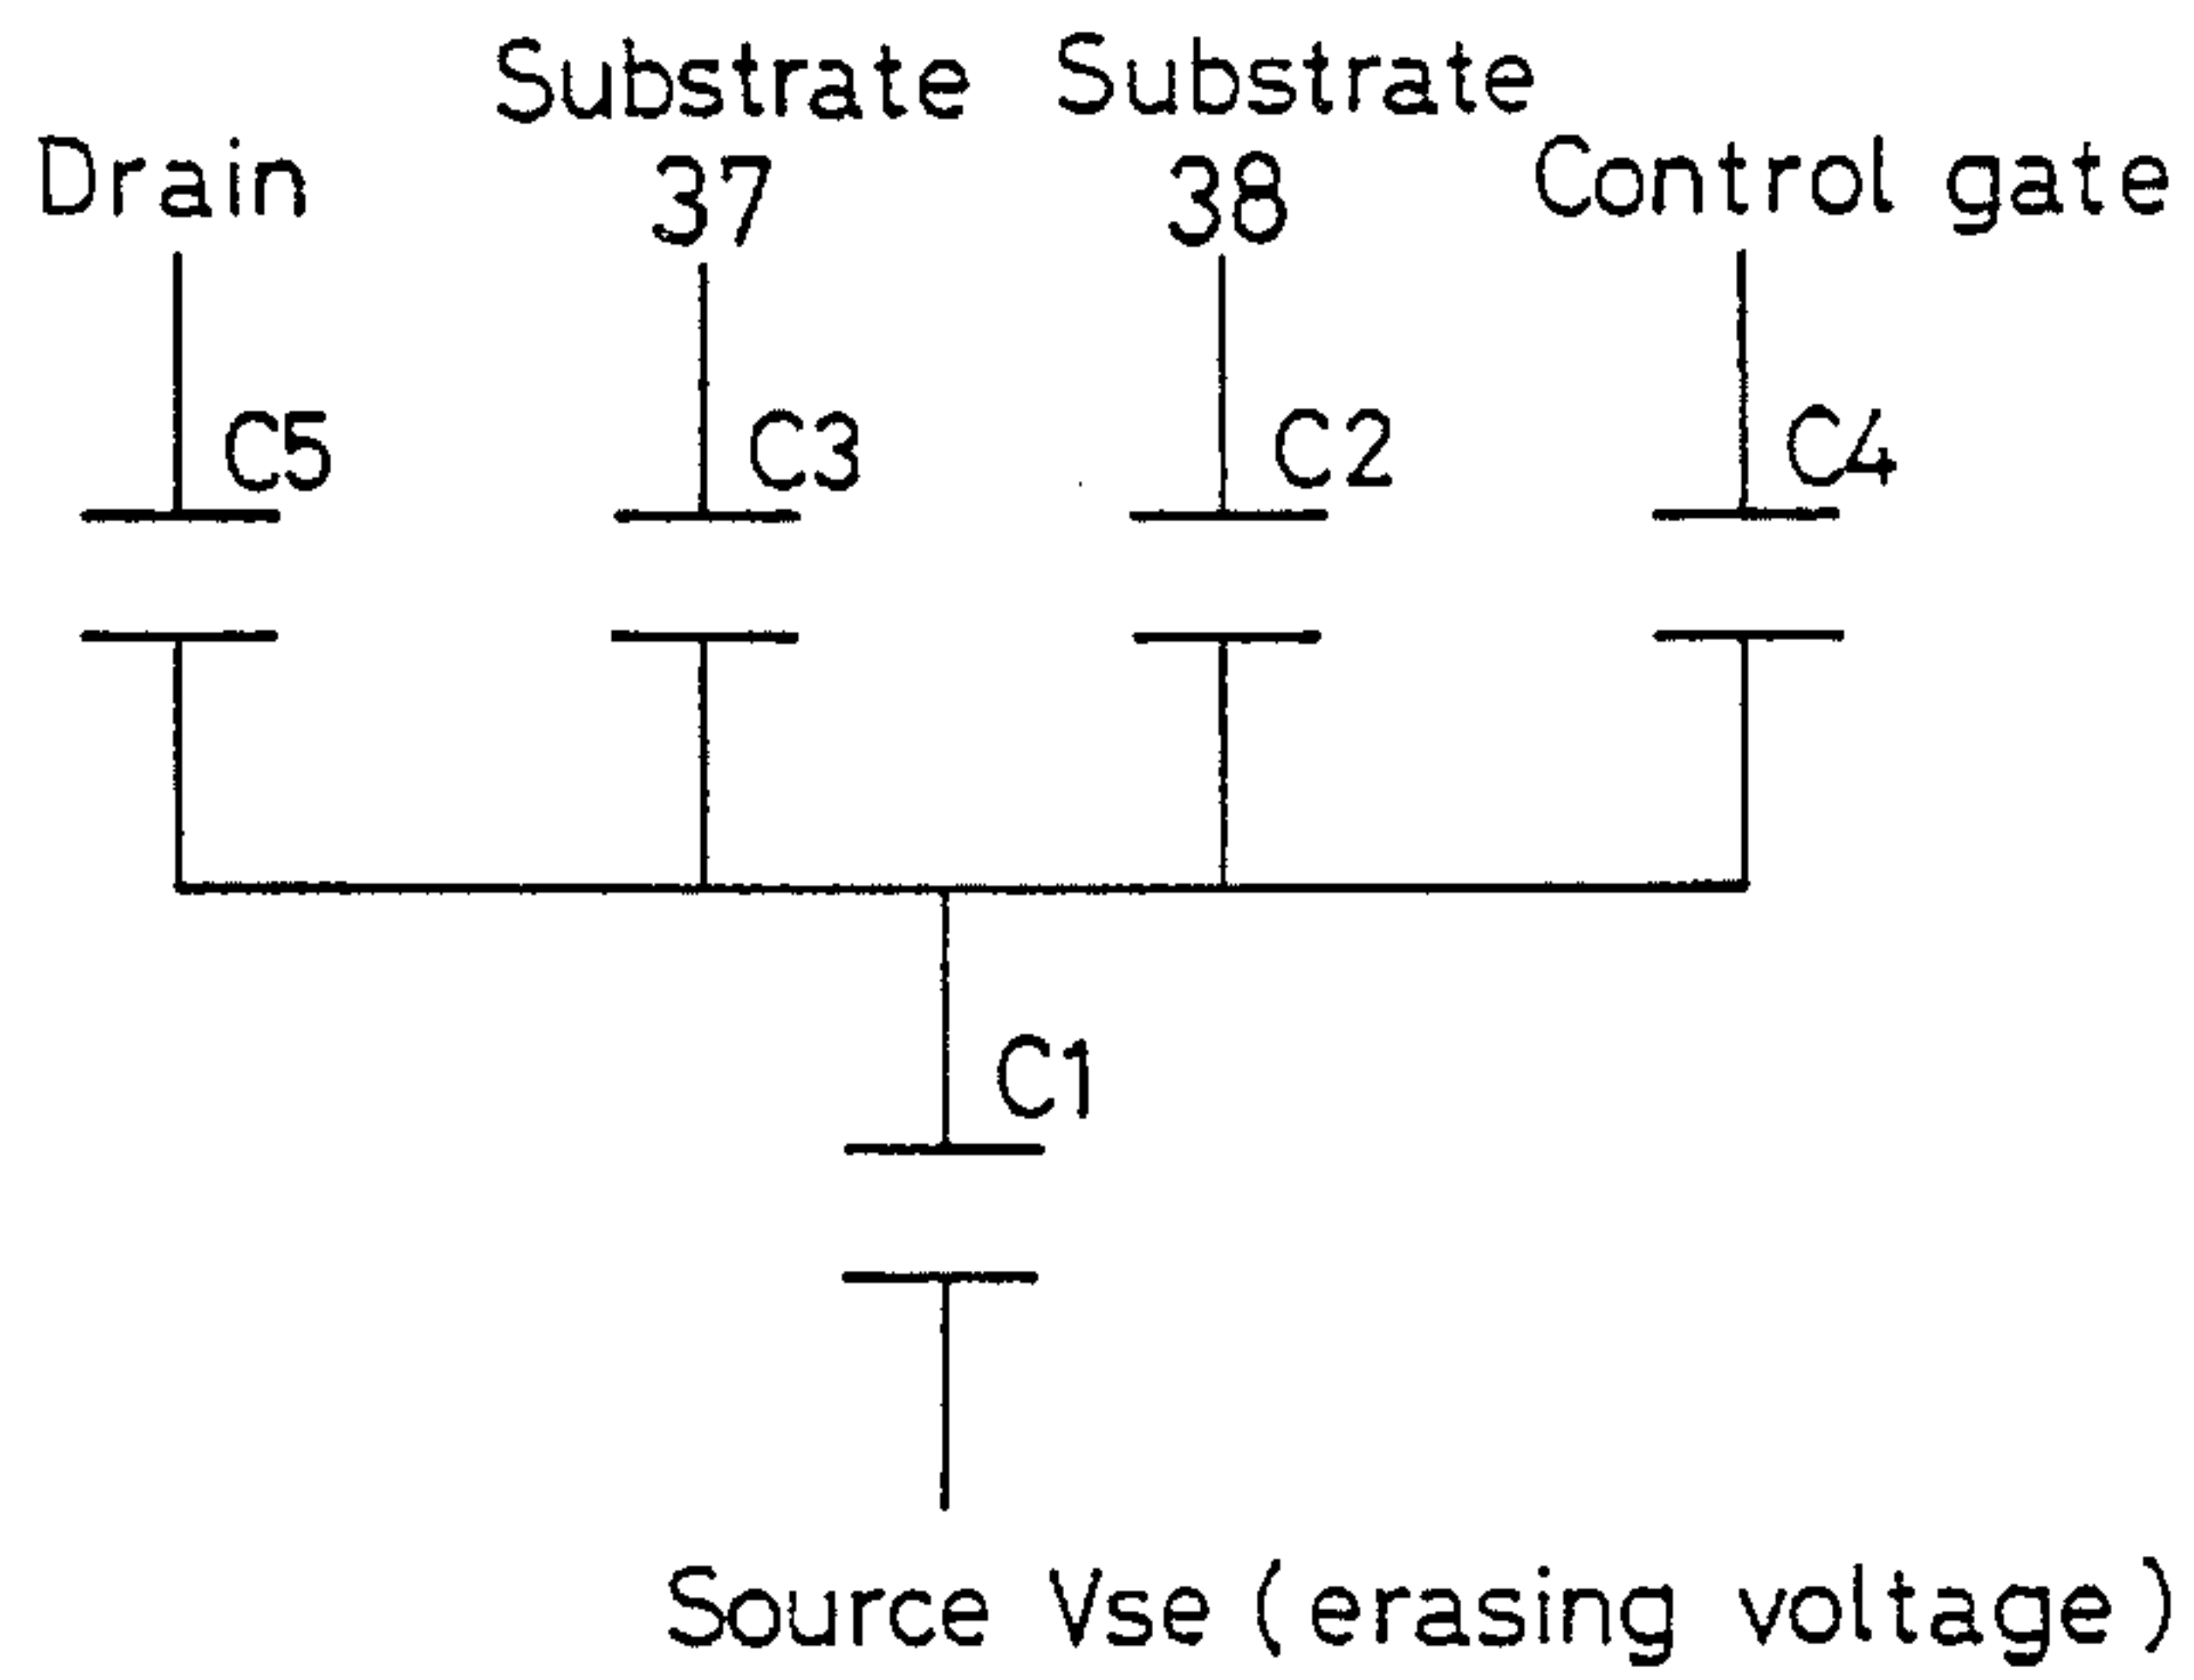 Drain
Substrate
37
Substrate
38
Control gate
C5
C3
C2
C4
C1
Source Vse (erasing voltage)